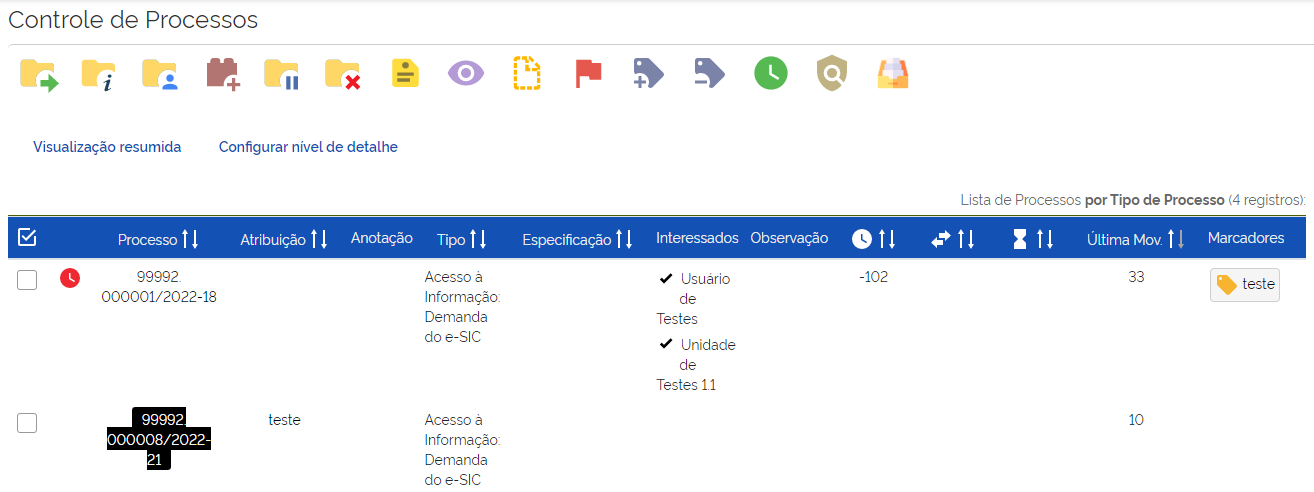 Controle de Processos
Visualização resumida Configurar nível de detalhe
Lista de Processos por Tipo de Processo (4 registros):
Processo Atribuição Anotação Tipo Especificação Interessados Observação Última Mov. Marcadores
99992.
000001/2022-18
Acesso à
Informação:
Demanda
do e-SIC
Usuário
de
Testes
Unidade
de
Testes 1.1
-102
33
teste
99992.
000008/2022-
21
teste
Acesso à
Informação:
Demanda
do e-SIC
10